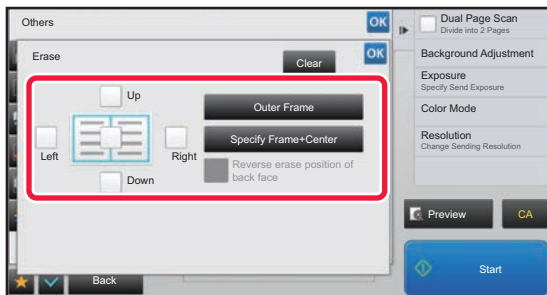 Others
OK
Erase
Clear
OK
Up
Left
Right
Down
Outer Frame
Specify Frame+Center
Reverse erase position of
back face
Back
Dual Page Scan
Divide into 2 Pages
Background Adjustment
Exposure
Specify Send Exposure
Color Mode
Resolution
Change Sending Resolution
Preview
CA
Start